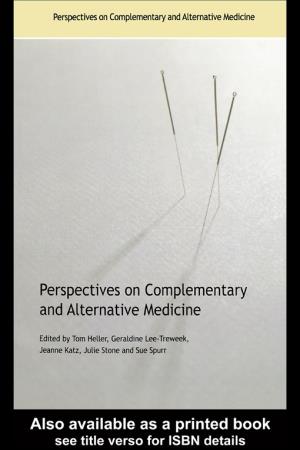 Perspectives on Complementary and Alternative Medicine
Perspectives on Complementary
and Alternative Medicine
Edited by Tom Heller, Geraldine Lee-Treweek,
Jeanne Katz, Julie Stone and Sue Spurr
Also available as a printed book
see title verso for ISBN details